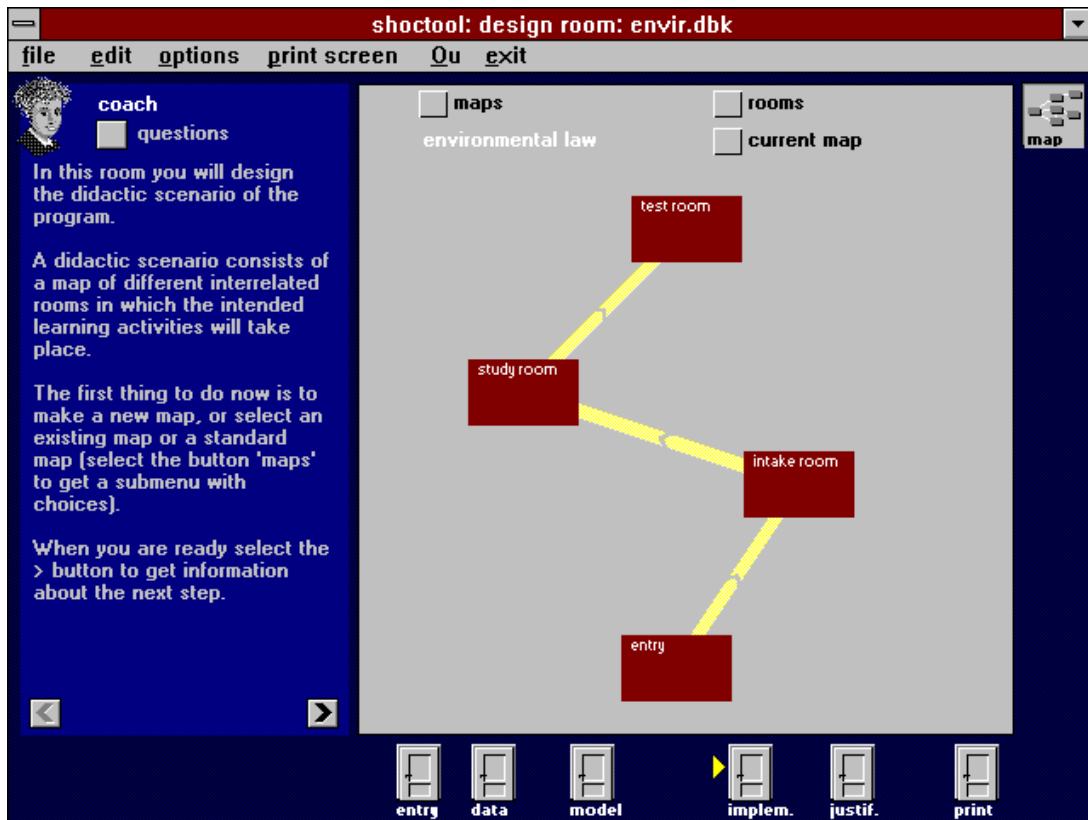 shoctool: design room: envir.dbk
file edit options print screen Qu exit
coach
questions
In this room you will design
the didactic scenario of the
program.
A didactic scenario consists of
a map of different interrelated
rooms in which the intended
learning activities will take
place.
The first thing to do now is to
make a new map, or select an
existing map or a standard
map (select the button 'maps'
to get a submenu with
choices).
When you are ready select the
> button to get information
about the next step.
maps
rooms
environmental law
current map
map
test room
study room
intake room
entry
entry
data
model
implem.
justif.
print